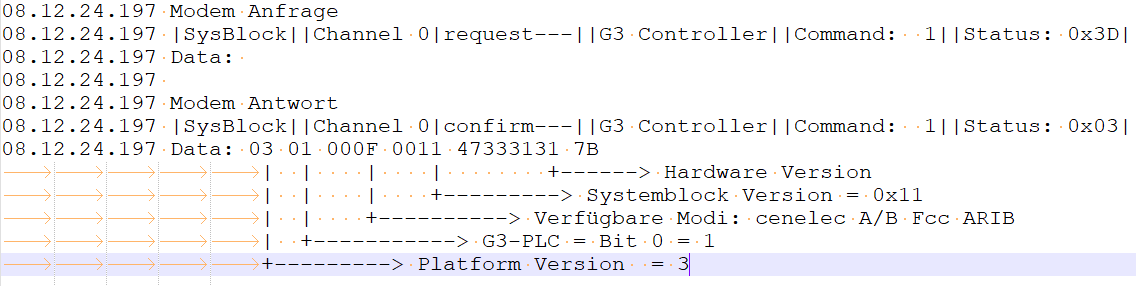 08.12.24.197 Modem Anfrage
08.12.24.197 |SysBlock||Channel 0|request---||G3 Controller||Command:  1||Status: 0x3D|
08.12.24.197 Data:
08.12.24.197
08.12.24.197 Modem Antwort
08.12.24.197 |SysBlock||Channel 0|confirm---||G3 Controller||Command:  1||Status: 0x03|
08.12.24.197 Data: 03 01 000F 0011 47333131 7B
|  |    |    |        +------> Hardware Version
|  |    |    +---------> Systemblock Version = 0x11
|  |    +----------> Verfügbare Modi: cenelec A/B Fcc ARIB
|  +-----------> G3-PLC = Bit 0 = 1
+---------> Platform Version  = 3